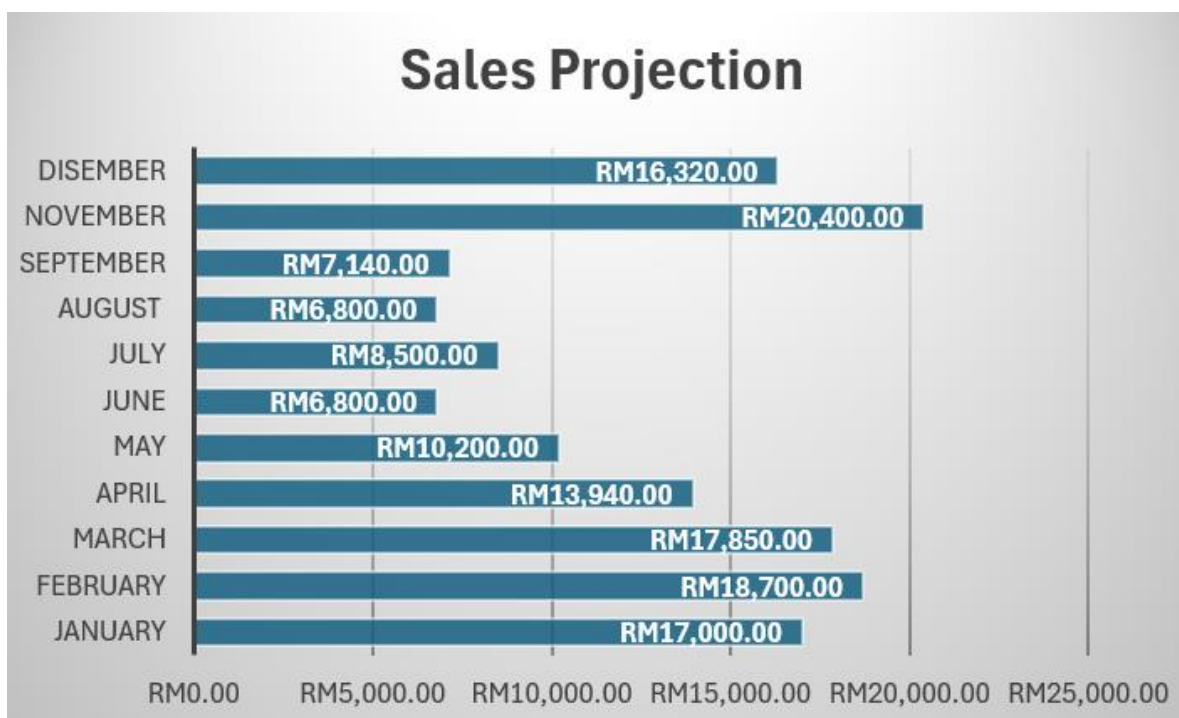 Sales Projection
DISEMBER RM16,320.00
NOVEMBER RM20,400.00
SEPTEMBER RM7,140.00
AUGUST RM6,800.00
JULY RM8,500.00
JUNE RM6,800.00
MAY RM10,200.00
APRIL RM13,940.00
MARCH RM17,850.00
FEBRUARY RM18,700.00
JANUARY RM17,000.00
RM0.00 RM5,000.00 RM10,000.00 RM15,000.00 RM20,000.00 RM25,000.00